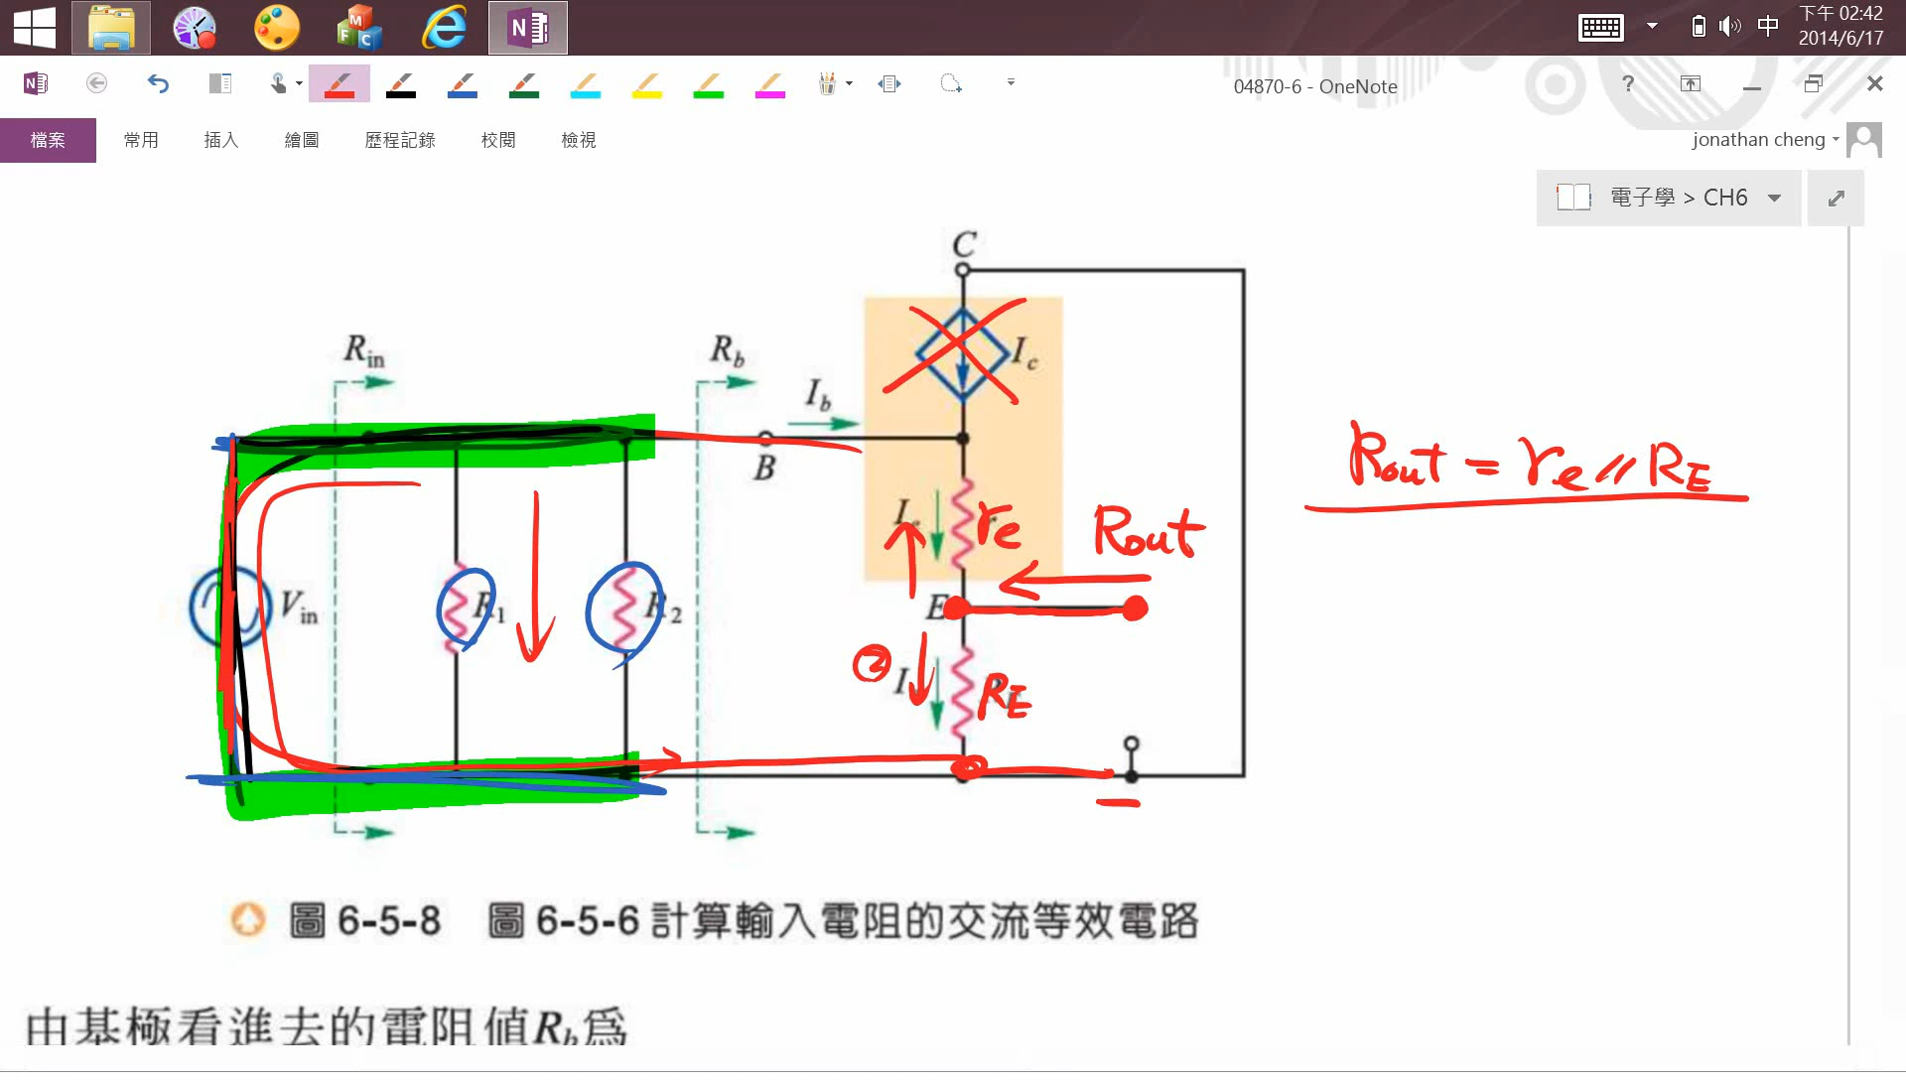 下午 02:42
中
2014/6/17
04870-6 - OneNote
?
檔案 常用 插入 繪圖 歷程記錄 校閱 檢視
jonathan cheng
電子學 > CH6
C
Ic
Rin
Rb
Ib
B
Rout = re // RE
Ie
re
Rout
Vin
R1
R2
E
②
I
RE
圖 6-5-8 圖 6-5-6 計算輸入電阻的交流等效電路
由基極看進去的電阻值Rb為